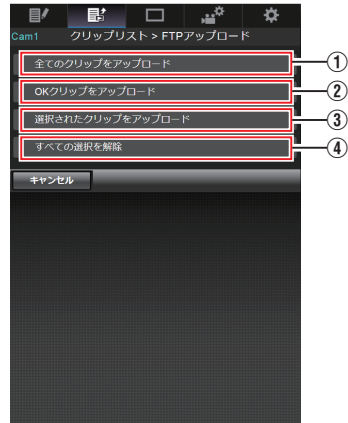 Cam1 クリップリスト > FTPアップロード
全てのクリップをアップロード ①
OKクリップをアップロード ②
選択されたクリップをアップロード ③
すべての選択を解除 ④
キャンセル